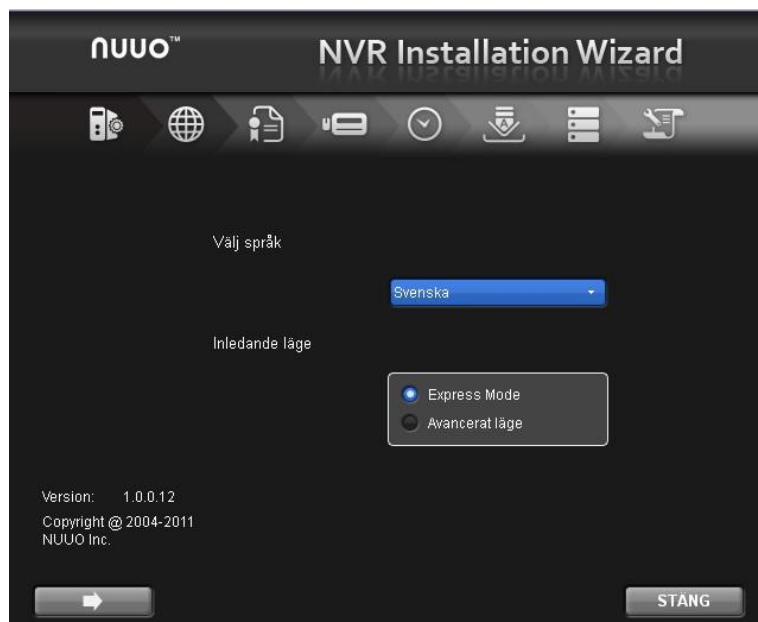 nuuo™
NVR Installation Wizard
Välj språk
Svenska
Inledande läge
Express Mode
Avancerat läge
Version: 1.0.0.12
Copyright @ 2004-2011
NUUO Inc.
STÄNG